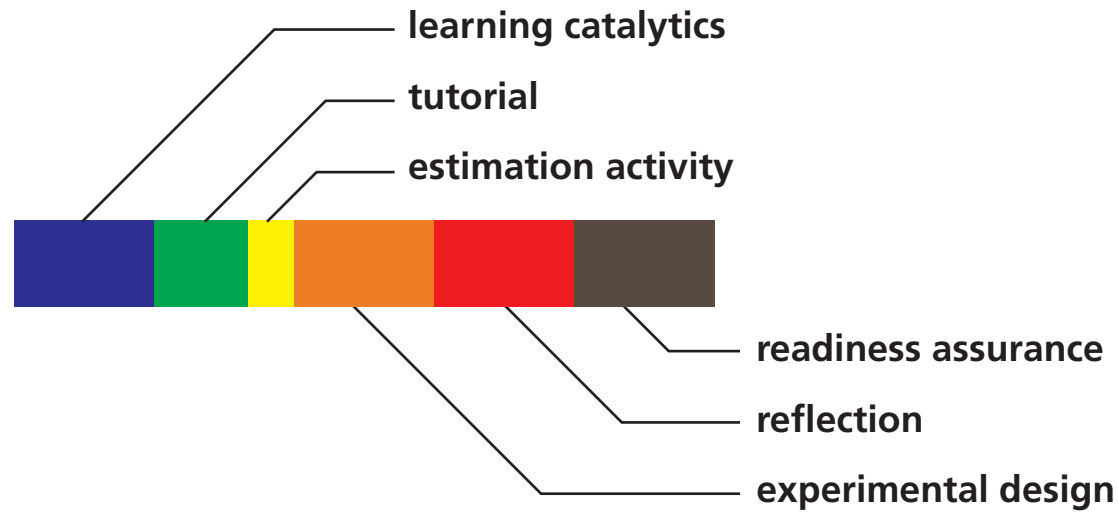 learning catalytics
tutorial
estimation activity
readiness assurance
reflection
experimental design